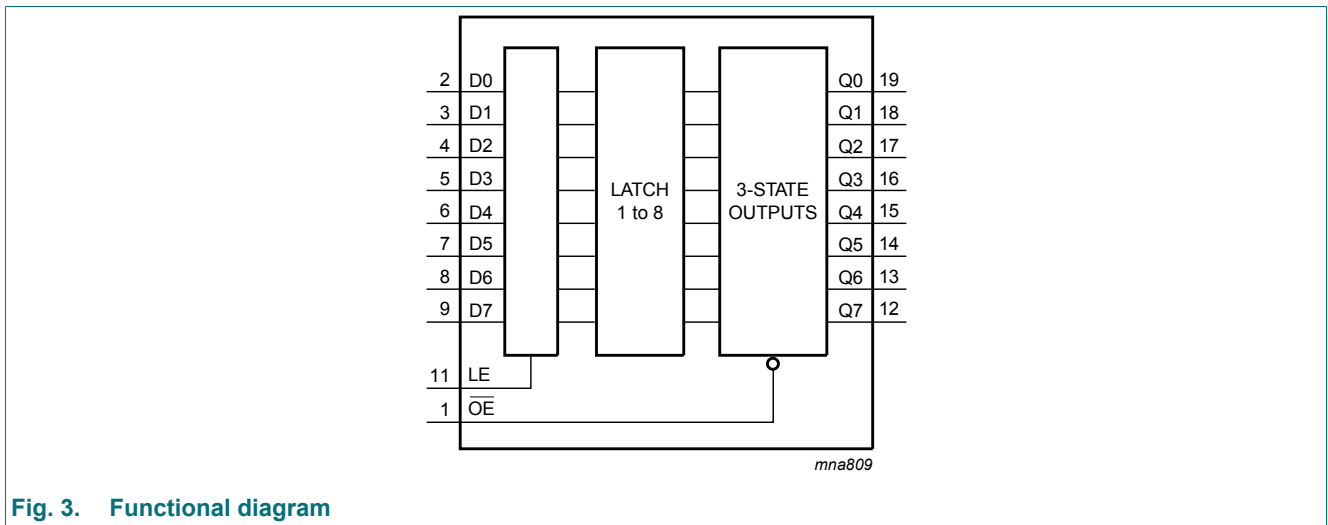 2 D0 Q0 19
3 D1 Q1 18
4 D2 Q2 17
5 D3 Q3 16
LATCH 3-STATE
1 to 8 OUTPUTS
6 D4 Q4 15
7 D5 Q5 14
8 D6 Q6 13
9 D7 Q7 12
11 LE
1 O̅E̅
mna809
Fig. 3. Functional diagram